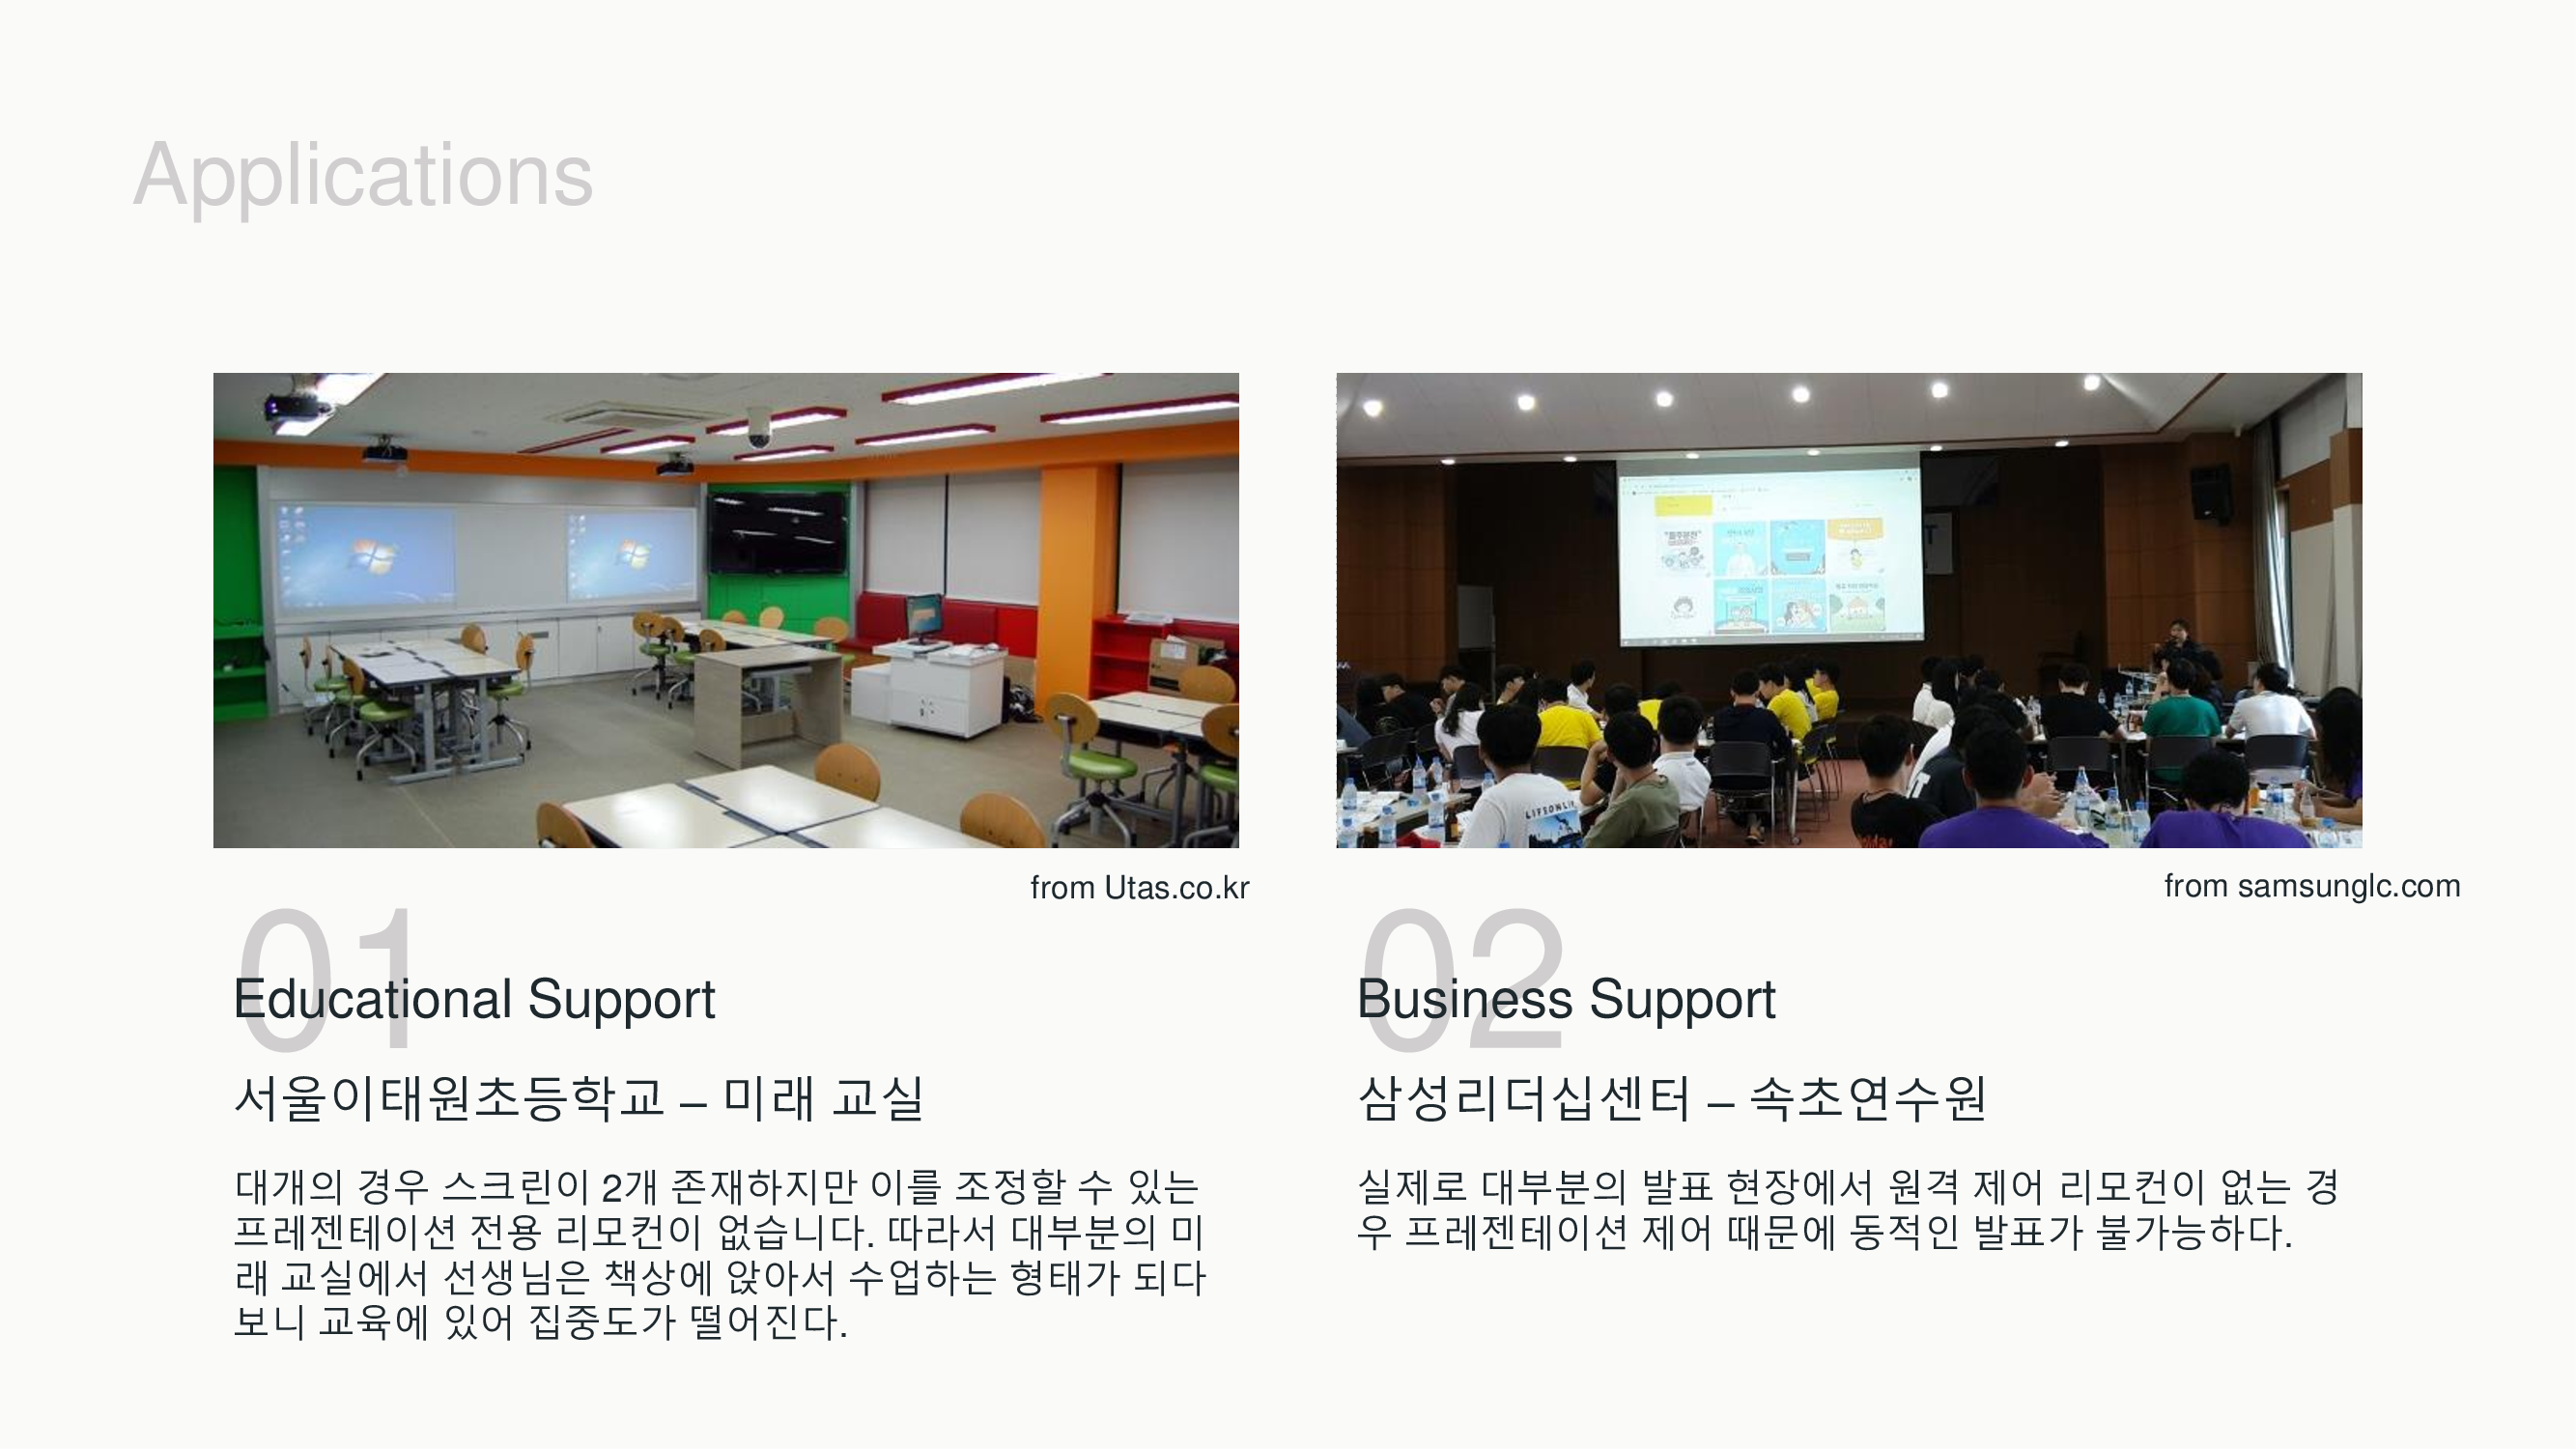 Applications
from Utas.co.kr
01
Educational Support
서울이태원초등학교 – 미래 교실
대개의 경우 스크린이 2개 존재하지만 이를 조정할 수 있는
프레젠테이션 전용 리모컨이 없습니다. 따라서 대부분의 미
래 교실에서 선생님은 책상에 앉아서 수업하는 형태가 되다
보니 교육에 있어 집중도가 떨어진다.
from samsunglc.com
02
Business Support
삼성리더십센터 – 속초연수원
실제로 대부분의 발표 현장에서 원격 제어 리모컨이 없는 경
우 프레젠테이션 제어 때문에 동적인 발표가 불가능하다.